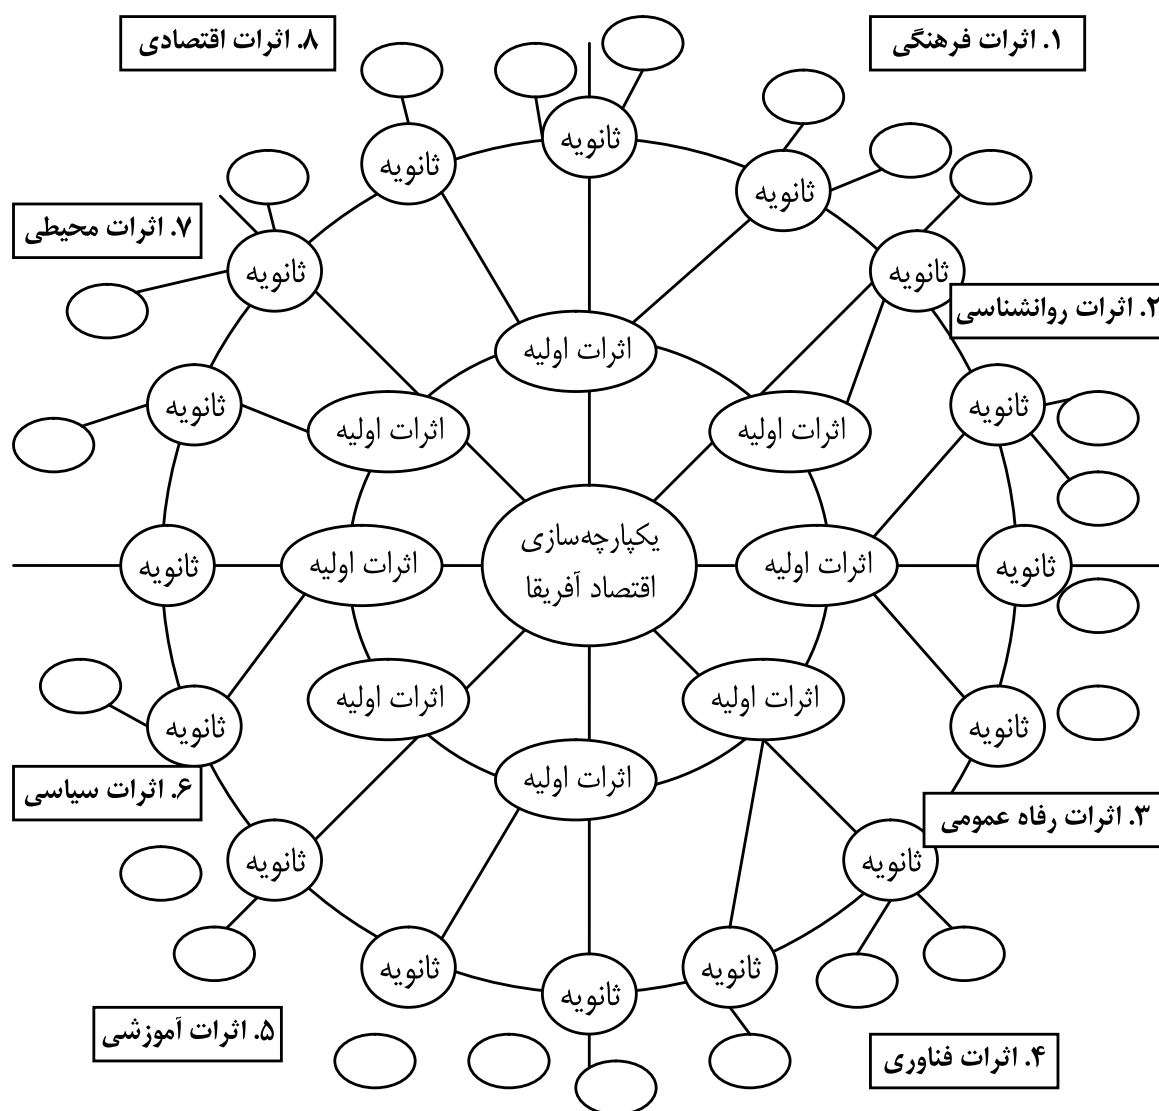 ۱. اثرات فرهنگی
۸. اثرات اقتصادی
ثانویه
ثانویه
ثانویه
ثانویه
ثانویه
۷. اثرات محیطی
۲. اثرات روانشناسی
اثرات اولیه
ثانویه
ثانویه
اثرات اولیه
اثرات اولیه
یکپارچه‌سازی
اقتصاد آفریقا
ثانویه
اثرات اولیه
اثرات اولیه
ثانویه
ثانویه
اثرات اولیه
اثرات اولیه
ثانویه
اثرات اولیه
۶. اثرات سیاسی
۳. اثرات رفاه عمومی
ثانویه
ثانویه
ثانویه
ثانویه
ثانویه
۵. اثرات آموزشی
۴. اثرات فناوری